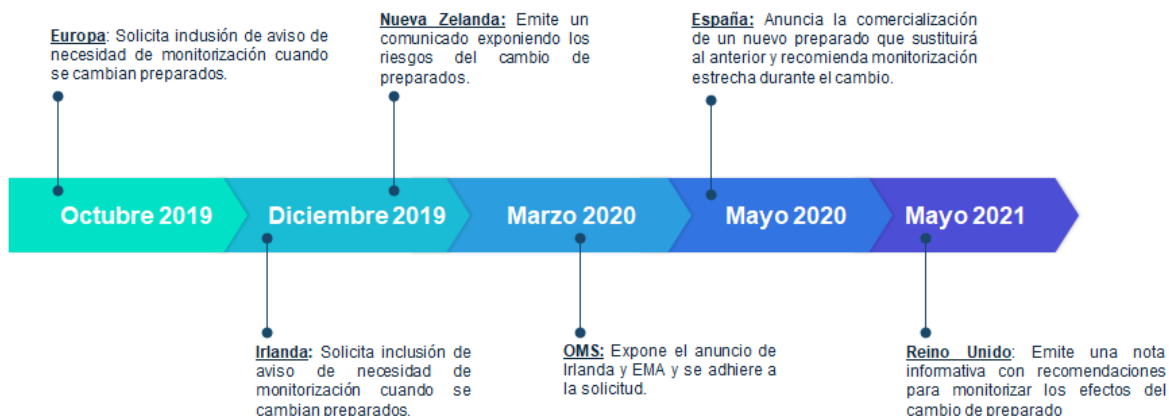 Europa: Solicita inclusión de aviso de
necesidad de monitorización cuando
se cambian preparados.
Nueva Zelanda: Emite un
comunicado exponiendo los
riesgos del cambio de
preparados.
España: Anuncia la comercialización
de un nuevo preparado que sustituirá
al anterior y recomienda monitorización
estrecha durante el cambio.
Octubre 2019
Diciembre 2019
Marzo 2020
Mayo 2020
Mayo 2021
Irlanda: Solicita inclusión de
aviso de necesidad de
monitorización cuando se
cambian preparados.
OMS: Expone el anuncio de
Irlanda y EMA y se adhiere a
la solicitud.
Reino Unido: Emite una nota
informativa con recomendaciones
para monitorizar los efectos del
cambio de preparado